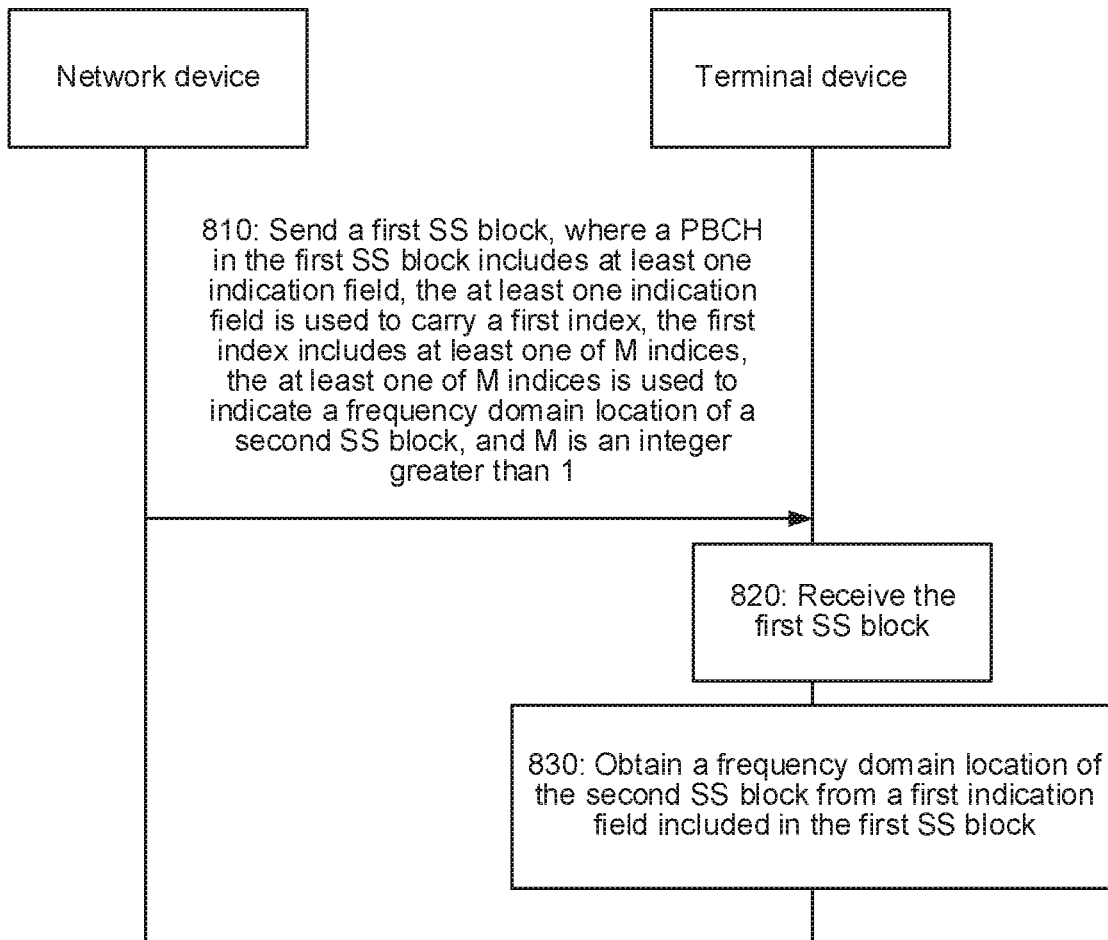 Network device
Terminal device
810: Send a first SS block, where a PBCH
in the first SS block includes at least one
indication field, the at least one indication
field is used to carry a first index, the first
index includes at least one of M indices,
the at least one of M indices is used to
indicate a frequency domain location of a
second SS block, and M is an integer
greater than 1
820: Receive the
first SS block
830: Obtain a frequency domain location of
the second SS block from a first indication
field included in the first SS block